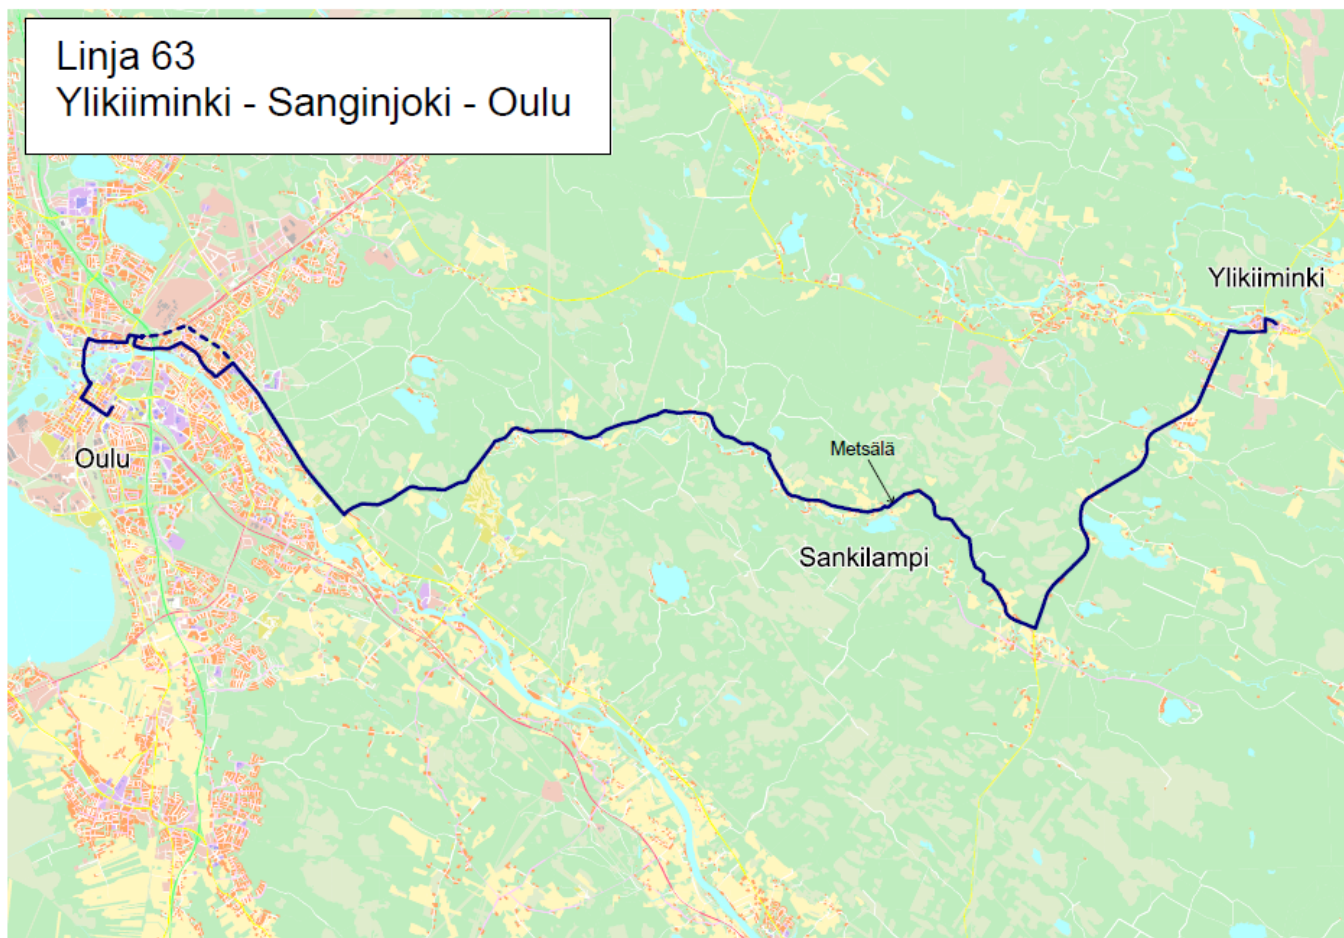 Linja 63
Ylikiiminki - Sanginjoki - Oulu
Ylikiiminki
Metsälä
Oulu
Sankilampi